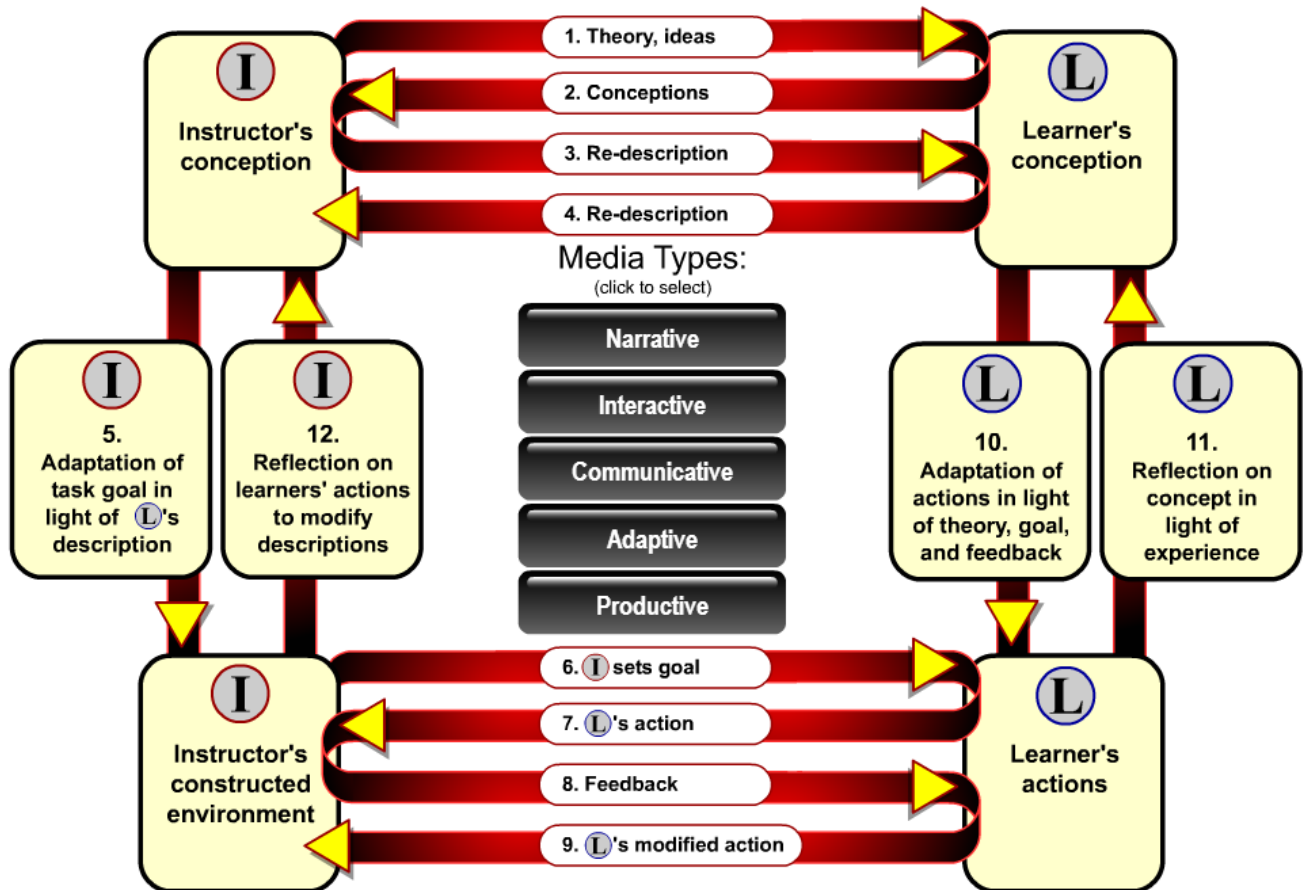 1. Theory, ideas
I
Instructor's
conception
2. Conceptions
3. Re-description
4. Re-description
L
Learner's
conception
Media Types:
(click to select)
Narrative
Interactive
Communicative
Adaptive
Productive
I
5.
Adaptation of
task goal in
light of L's
description
I
12.
Reflection on
learners' actions
to modify
descriptions
L
10.
Adaptation of
actions in light
of theory, goal,
and feedback
L
11.
Reflection on
concept in
light of
experience
I
Instructor's
constructed
environment
6. I sets goal
7. L's action
8. Feedback
9. L's modified action
L
Learner's
actions